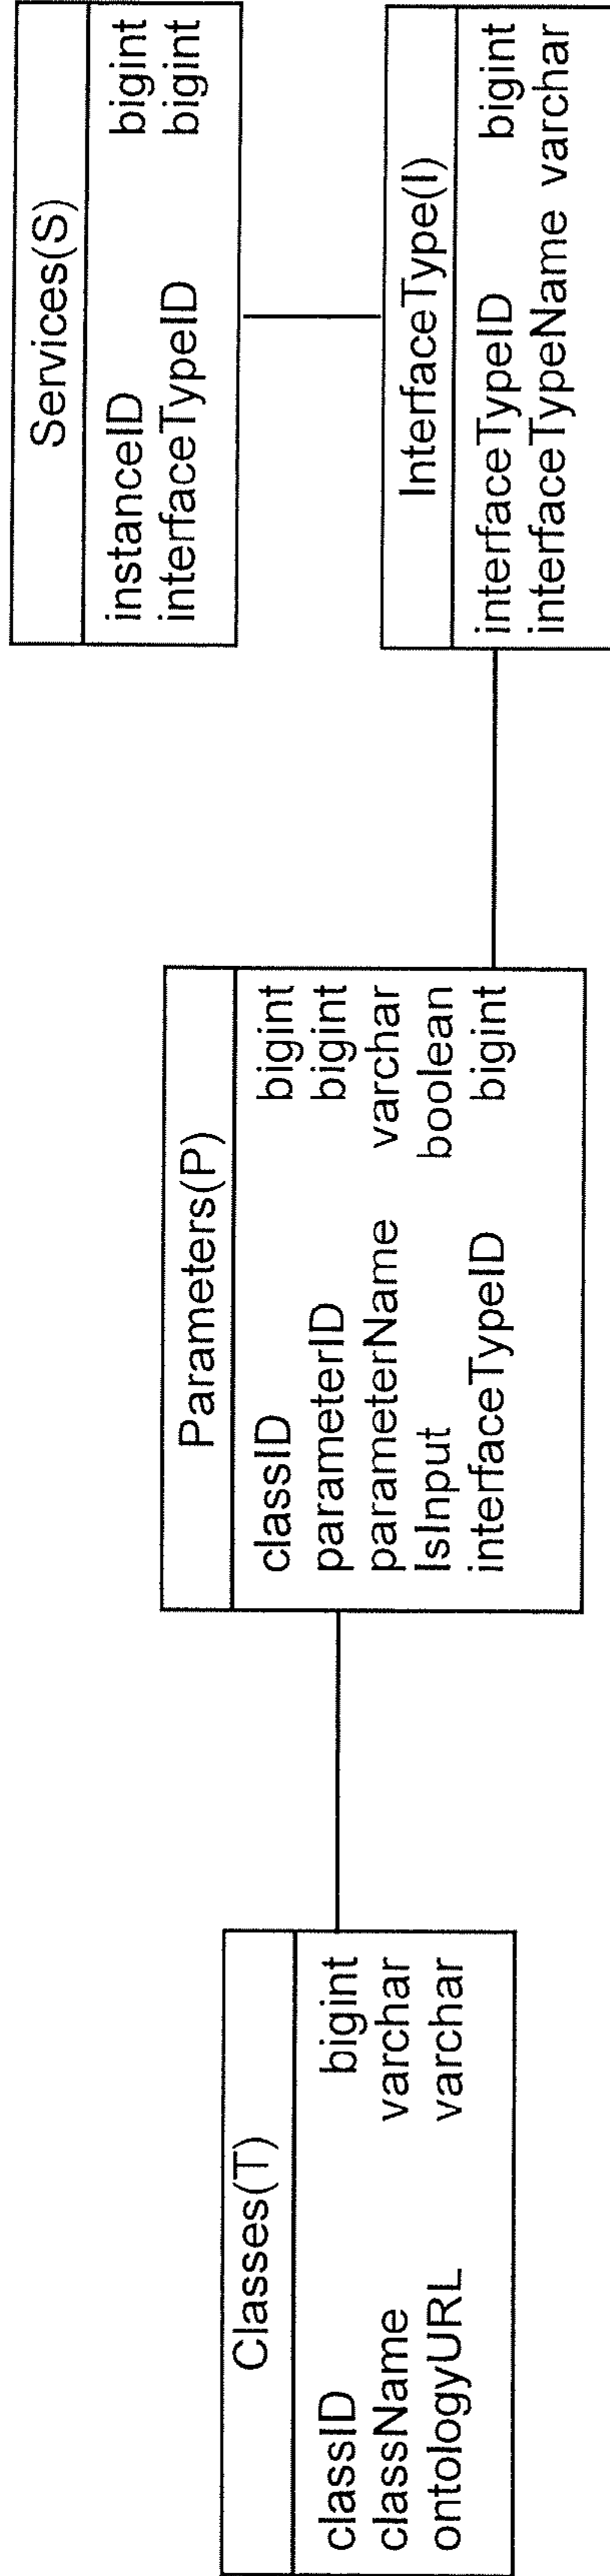 Classes(T)
classID bigint
className varchar
ontologyURL varchar
Parameters(P)
classID bigint
parameterID bigint
parameterName varchar
IsInput boolean
interfaceTypeID bigint
Services(S)
instanceID bigint
interfaceTypeID bigint
InterfaceType(I)
interfaceTypeID bigint
interfaceTypeName varchar